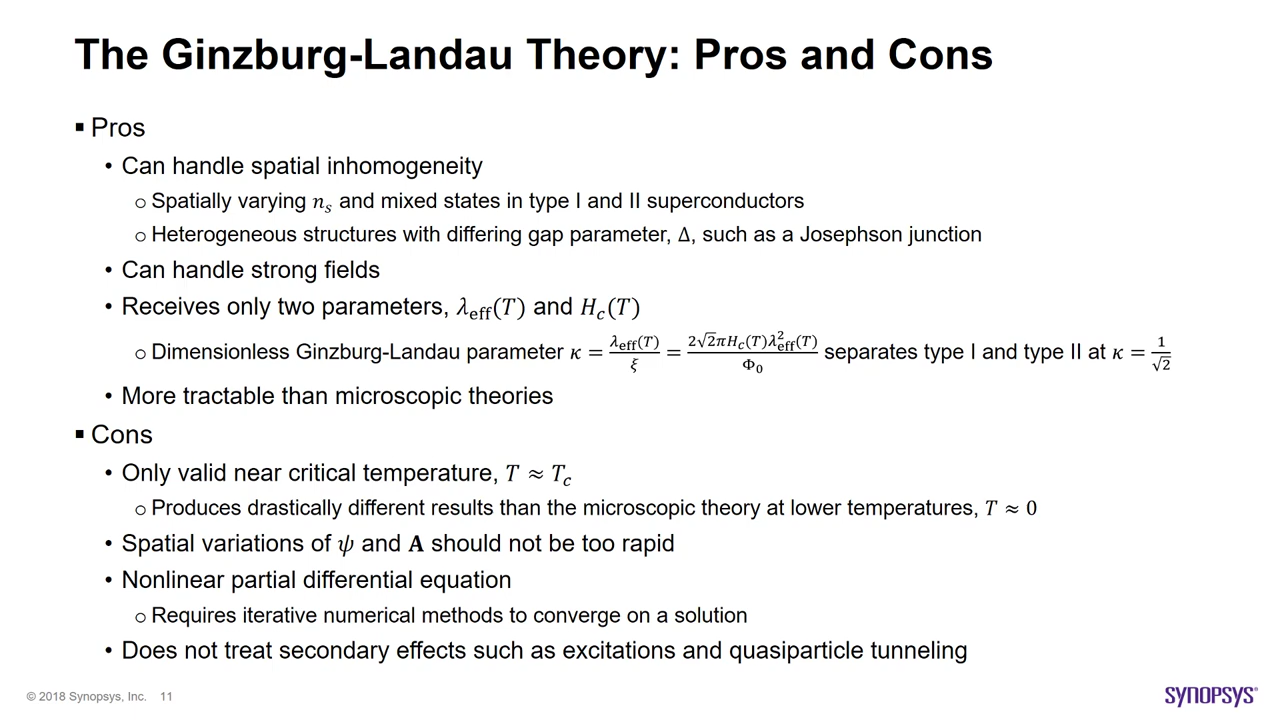 The Ginzburg-Landau Theory: Pros and Cons
▪ Pros
• Can handle spatial inhomogeneity
o Spatially varying nₛ and mixed states in type I and II superconductors
o Heterogeneous structures with differing gap parameter, Δ, such as a Josephson junction
• Can handle strong fields
• Receives only two parameters, λ_eff(T) and H_c(T)
o Dimensionless Ginzburg-Landau parameter κ = λ_eff(T)/ξ = 2√2πH_c(T)λ²_eff(T)/Φ₀ separates type I and type II at κ = 1/√2
• More tractable than microscopic theories
▪ Cons
• Only valid near critical temperature, T ≈ T_c
o Produces drastically different results than the microscopic theory at lower temperatures, T ≈ 0
• Spatial variations of ψ and A should not be too rapid
• Nonlinear partial differential equation
o Requires iterative numerical methods to converge on a solution
• Does not treat secondary effects such as excitations and quasiparticle tunneling
© 2018 Synopsys, Inc. 11
SYNOPSYS®